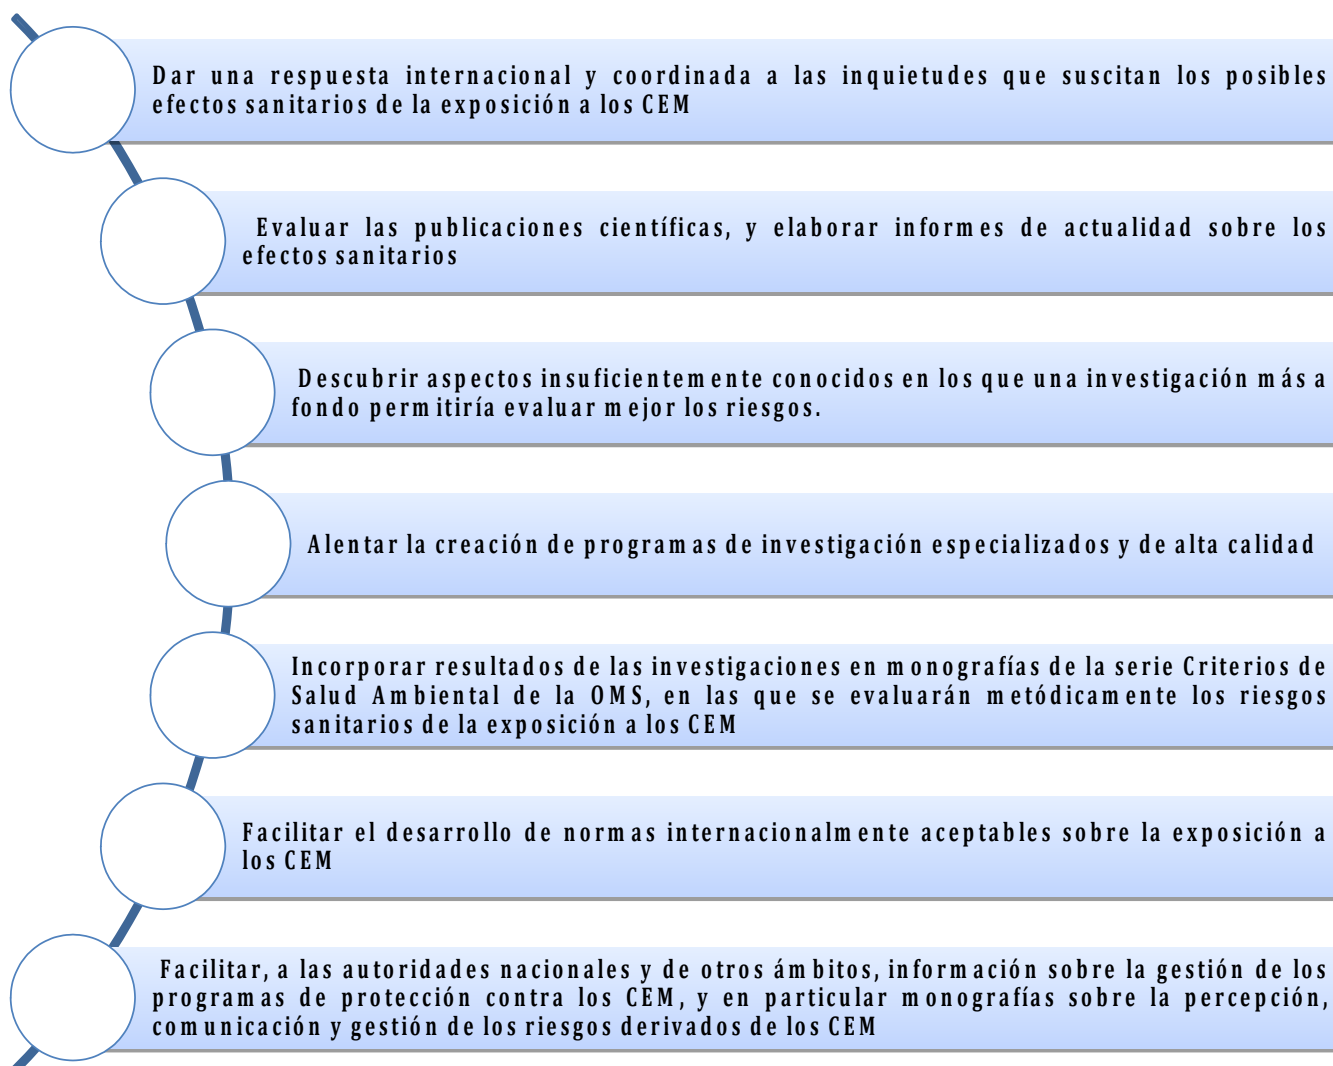 Dar una respuesta internacional y coordinada a las inquietudes que suscitan los posibles
efectos sanitarios de la exposición a los CEM
Evaluar las publicaciones científicas, y elaborar informes de actualidad sobre los
efectos sanitarios
Descubrir aspectos insuficientemente conocidos en los que una investigación más a
fondo permitiría evaluar mejor los riesgos.
Alentar la creación de programas de investigación especializados y de alta calidad
Incorporar resultados de las investigaciones en monografías de la serie Criterios de
Salud Ambiental de la OMS, en las que se evaluarán metódicamente los riesgos
sanitarios de la exposición a los CEM
Facilitar el desarrollo de normas internacionalmente aceptables sobre la exposición a
los CEM
Facilitar, a las autoridades nacionales y de otros ámbitos, información sobre la gestión de los
programas de protección contra los CEM, y en particular monografías sobre la percepción,
comunicación y gestión de los riesgos derivados de los CEM